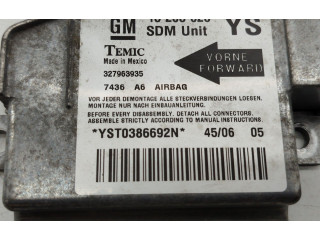 GM
YS
TEMIC
SDM Unit
Made in Mexico
VORNE
FORWARD
327963935
7436 A6 AIRBAG
VOR JEDER DEMONTAGE ALLE STECKVERBINDUNGEN LOESEN.
MONTAGE NUR NACH EINBAUANLEITUNG.
BEFORE EVERY DISASSEMBLY, DETACH ALL CONNECTORS.
ASSEMBLY STRICTLY ACCORDING TO MANUAL INSTRUCTIONS.
*YST0386692N* 45/06 05